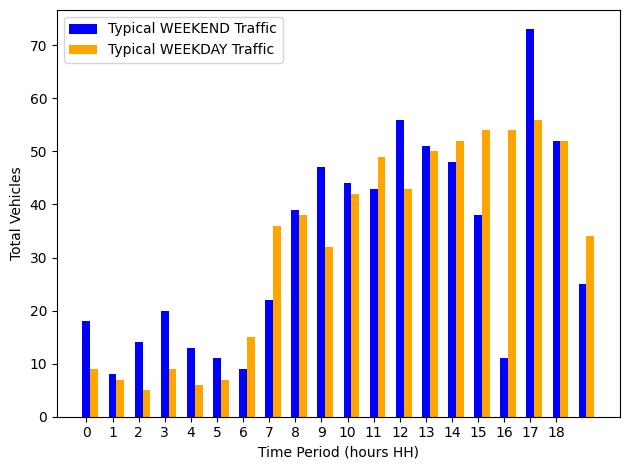 Typical WEEKEND Traffic
Typical WEEKDAY Traffic
Total Vehicles
70
60
50
40
30
20
10
0
0 1 2 3 4 5 6 7 8 9 10 11 12 13 14 15 16 17 18
Time Period (hours HH)